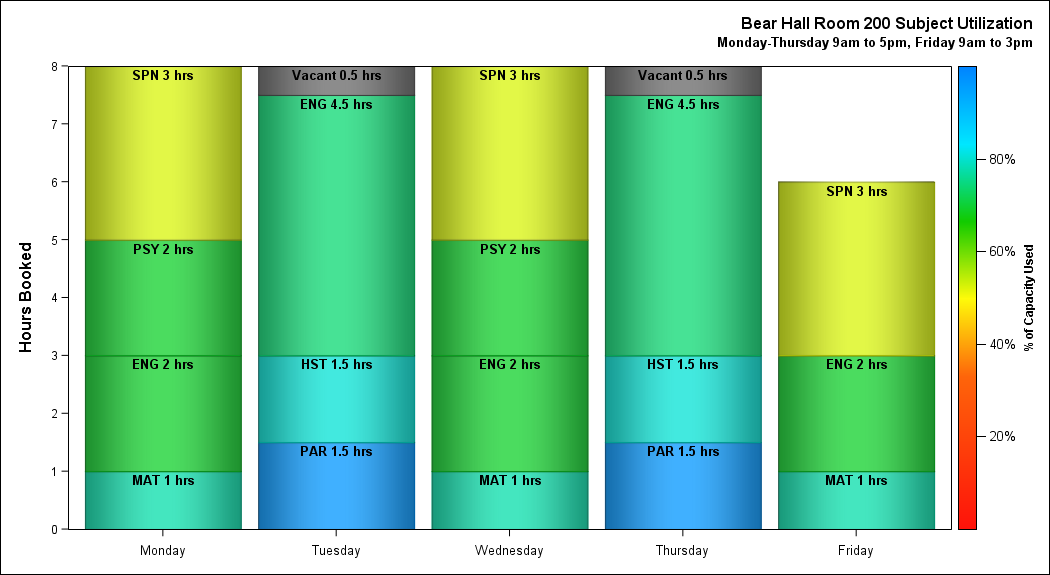 Bear Hall Room 200 Subject Utilization
Monday-Thursday 9am to 5pm, Friday 9am to 3pm
Hours Booked
8
7
6
5
4
3
2
1
0
SPN 3 hrs
PSY 2 hrs
ENG 2 hrs
MAT 1 hrs
Vacant 0.5 hrs
ENG 4.5 hrs
HST 1.5 hrs
PAR 1.5 hrs
SPN 3 hrs
PSY 2 hrs
ENG 2 hrs
MAT 1 hrs
Vacant 0.5 hrs
ENG 4.5 hrs
HST 1.5 hrs
PAR 1.5 hrs
SPN 3 hrs
ENG 2 hrs
MAT 1 hrs
Monday Tuesday Wednesday Thursday Friday
80%
60%
40%
20%
% of Capacity Used